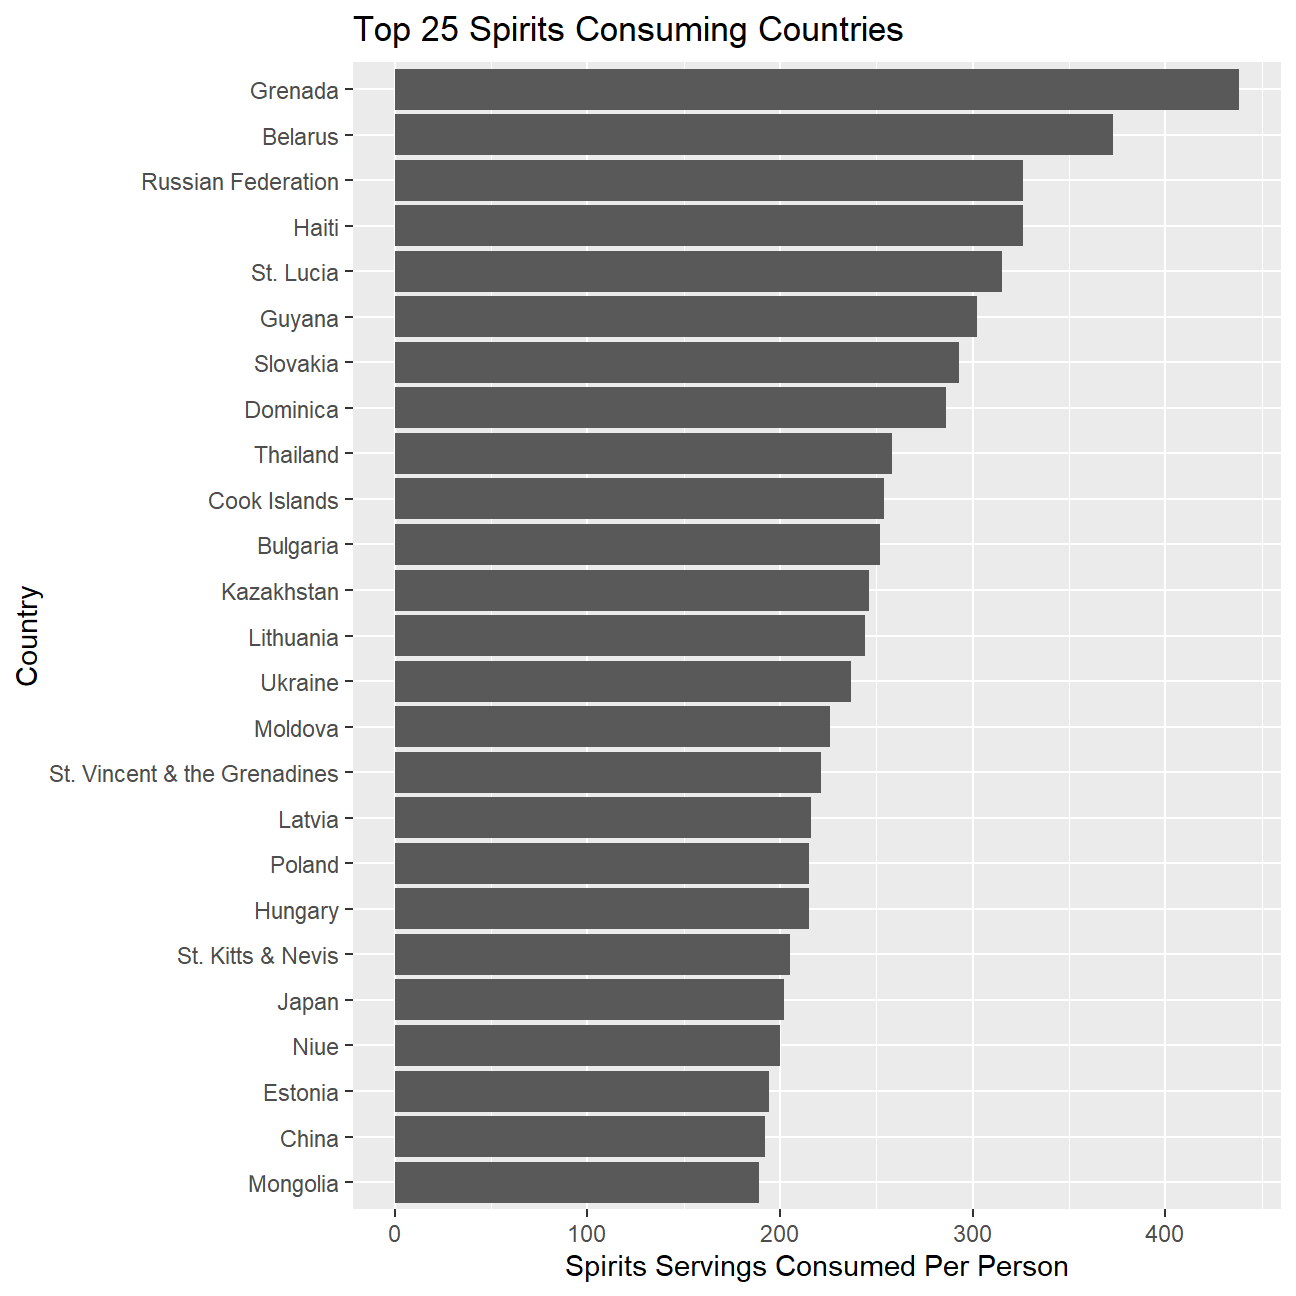 Top 25 Spirits Consuming Countries
Grenada
Belarus
Russian Federation
Haiti
St. Lucia
Guyana
Slovakia
Dominica
Thailand
Cook Islands
Bulgaria
Kazakhstan
Lithuania
Ukraine
Moldova
St. Vincent & the Grenadines
Latvia
Poland
Hungary
St. Kitts & Nevis
Japan
Niue
Estonia
China
Mongolia
Country
0 100 200 300 400
Spirits Servings Consumed Per Person